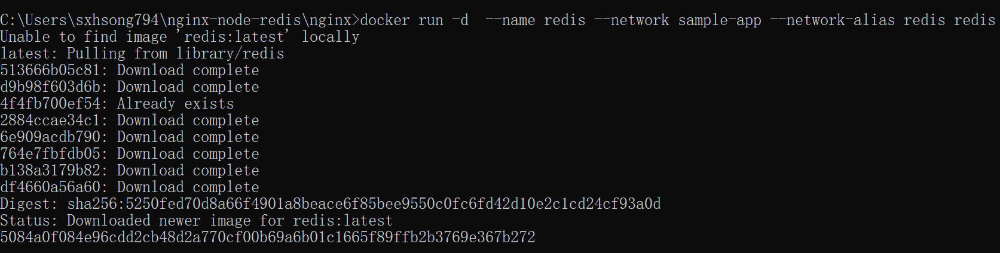 C:\Users\sxhsong794\nginx-node-redis\nginx>docker run -d  --name redis --network sample-app --network-alias redis redis
Unable to find image 'redis:latest' locally
latest: Pulling from library/redis
513666b05c81: Download complete
d9b98f603d6b: Download complete
4f4fb700ef54: Already exists
2884ccae34c1: Download complete
6e909acdb790: Download complete
764e7fbfdb05: Download complete
b138a3179b82: Download complete
df4660a56a60: Download complete
Digest: sha256:5250fed70d8a66f4901a8beace6f85bee9550c0fc6fd42d10e2c1cd24cf93a0d
Status: Downloaded newer image for redis:latest
5084a0f084e96cdd2cb48d2a770cf00b69a6b01c1665f89ffb2b3769e367b272